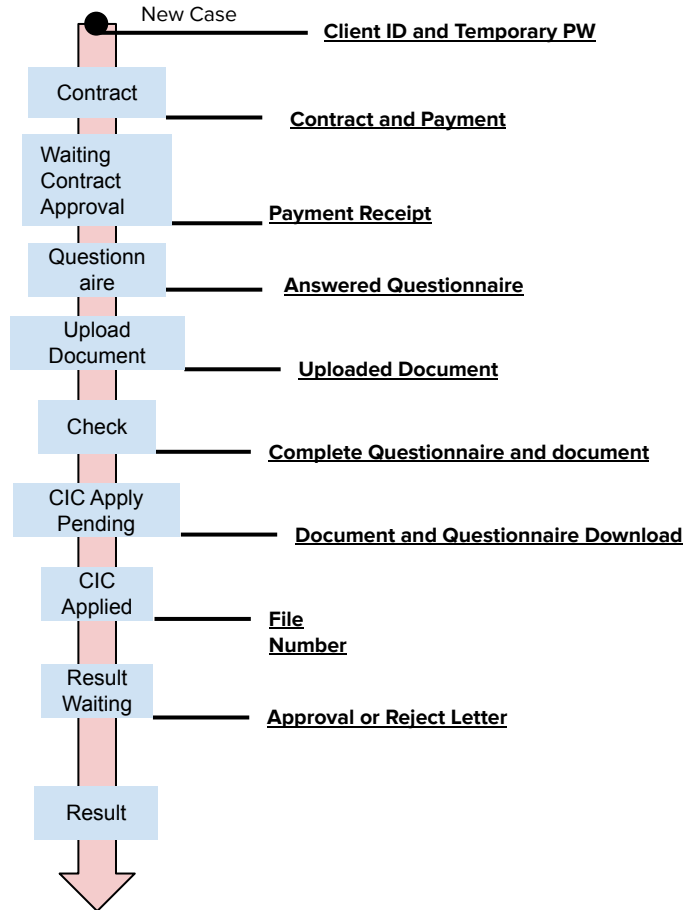 New Case
Client ID and Temporary PW
Contract
Contract and Payment
Waiting
Contract
Approval
Payment Receipt
Questionn
aire
Answered Questionnaire
Upload
Document
Uploaded Document
Check
Complete Questionnaire and document
CIC Apply
Pending
Document and Questionnaire Download
CIC
Applied
File
Number
Result
Waiting
Approval or Reject Letter
Result